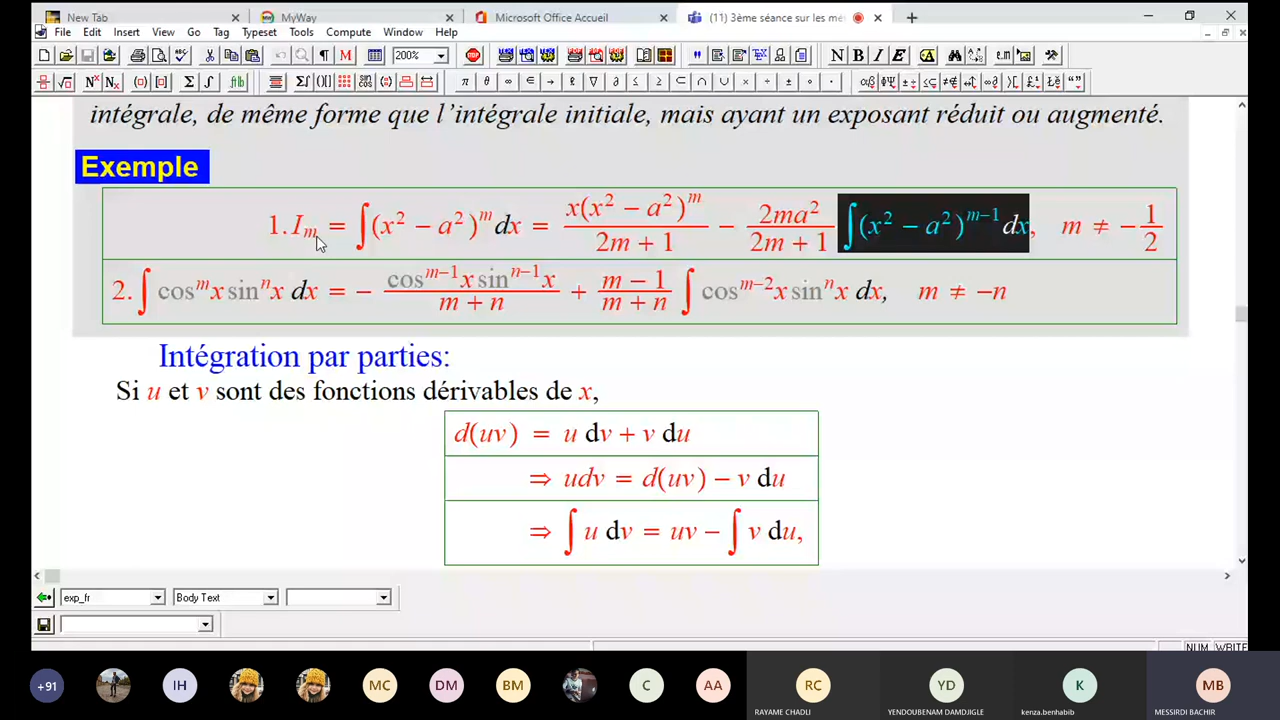 New Tab × MyWay × Microsoft Office Accueil × (11) 3ème séance sur les mé × +
File Edit Insert View Go Tag Typeset Tools Compute Window Help
200%
intégrale, de même forme que l'intégrale initiale, mais ayant un exposant réduit ou augmenté.
Exemple
1. I_m = ∫(x² − a²)^m dx = x(x² − a²)^m / (2m + 1) − 2ma² / (2m + 1) ∫(x² − a²)^(m−1) dx, m ≠ −1/2
2. ∫ cos^m x sin^n x dx = − cos^(m−1) x sin^(n−1) x / (m + n) + (m − 1) / (m + n) ∫ cos^(m−2) x sin^n x dx, m ≠ −n
Intégration par parties:
Si u et v sont des fonctions dérivables de x,
d(uv) = u dv + v du
⇒ udv = d(uv) − v du
⇒ ∫ u dv = uv − ∫ v du,
exp_fr Body Text
NUM WRITE
+91 IH MC DM BM C AA RC YD K MB
RAYAME CHADLI YENDOUBENAM DAMDJIGLE kenza.benhabib MESSIRDI BACHIR